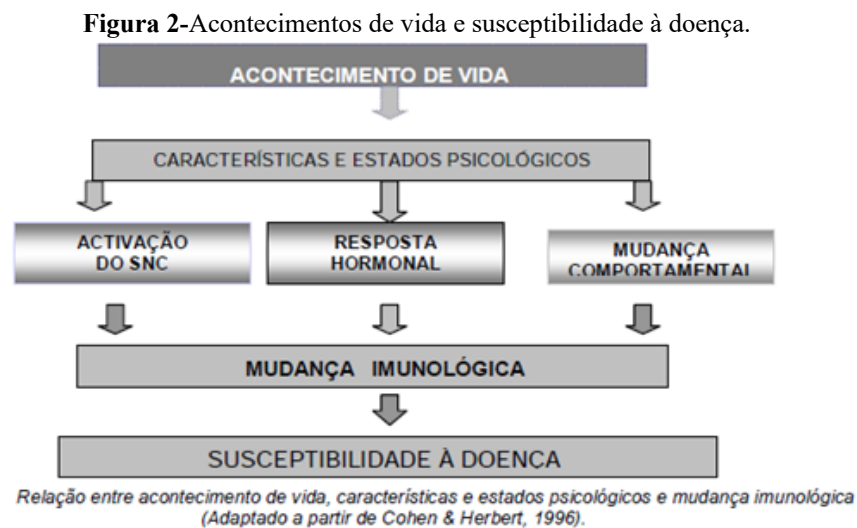 Figura 2-Acontecimentos de vida e susceptibilidade à doença.
ACONTECIMENTO DE VIDA
CARACTERÍSTICAS E ESTADOS PSICOLÓGICOS
ACTIVAÇÃO
DO SNC
RESPOSTA
HORMONAL
MUDANÇA
COMPORTAMENTAL
MUDANÇA IMUNOLÓGICA
SUSCEPTIBILIDADE À DOENÇA
Relação entre acontecimento de vida, características e estados psicológicos e mudança imunológica
(Adaptado a partir de Cohen & Herbert, 1996).